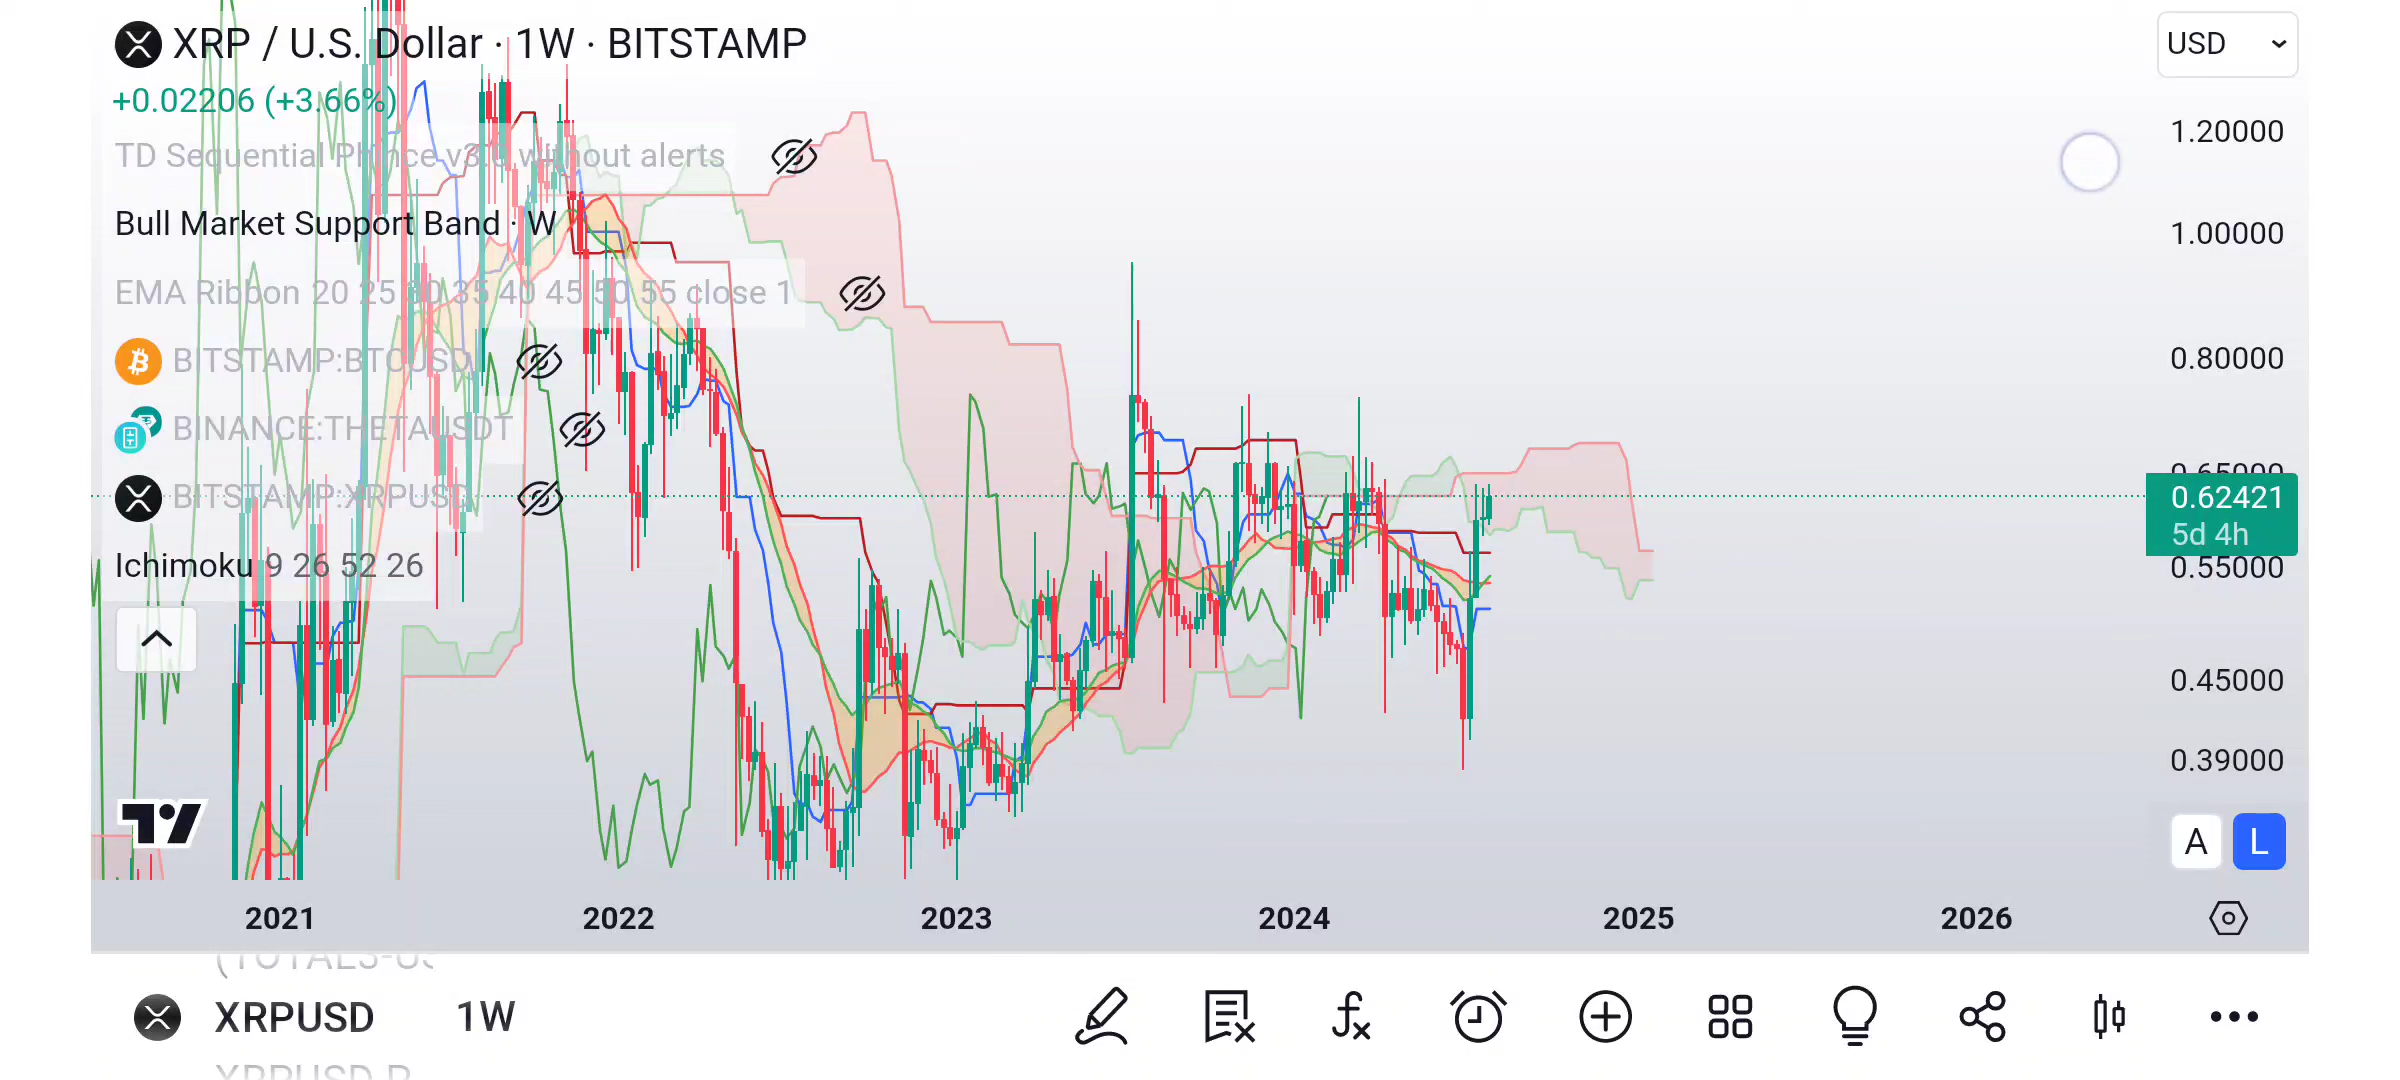 XRP / U.S. Dollar · 1W · BITSTAMP
USD
+0.02206 (+3.66%)
1.20000
TD Sequential Phince v3.0 without alerts
Bull Market Support Band · W
1.00000
EMA Ribbon 20 25 30 35 40 45 50 55 close 1
BITSTAMP:BTCUSD
0.80000
BINANCE:THETAUSDT
0.65000
BITSTAMP:XRPUSD
0.62421
5d 4h
Ichimoku 9 26 52 26
0.55000
0.45000
0.39000
A
L
2021
2022
2023
2024
2025
2026
XRPUSD
1W